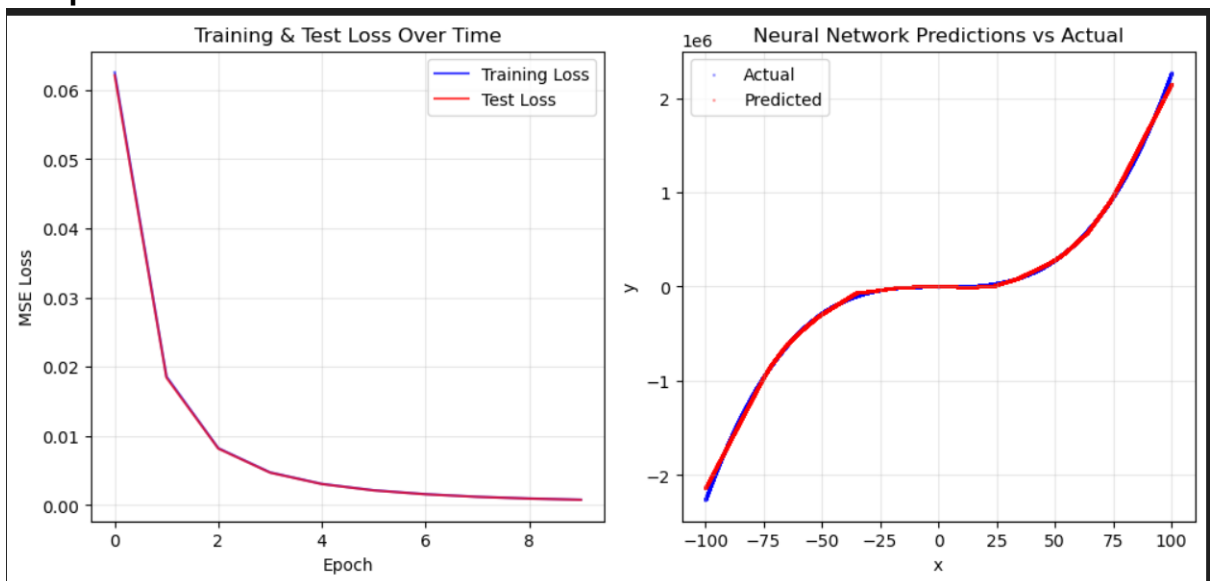 Training & Test Loss Over Time
0.06
0.05
0.04
0.03
0.02
0.01
0.00
MSE Loss
Training Loss
Test Loss
0 2 4 6 8
Epoch
Neural Network Predictions vs Actual
1e6
2
1
0
−1
−2
y
Actual
Predicted
−100 −75 −50 −25 0 25 50 75 100
x